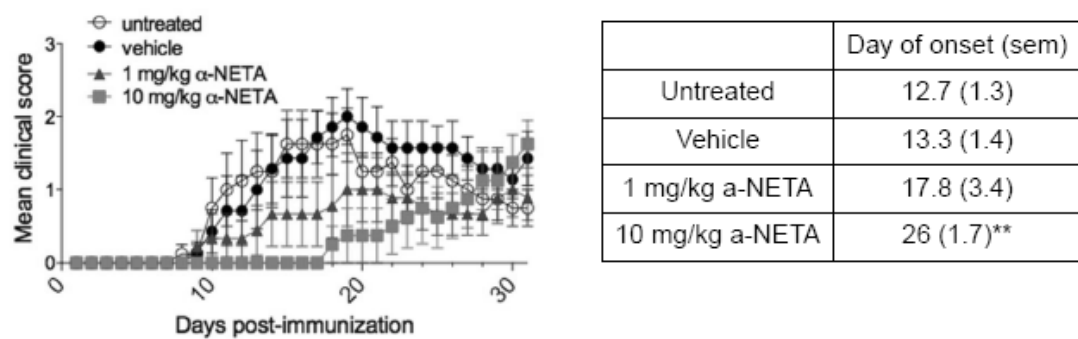 untreated
vehicle
1 mg/kg α-NETA
10 mg/kg α-NETA
Mean clinical score
3
2
1
0
0
10
20
30
Days post-immunization
Day of onset (sem)
Untreated 12.7 (1.3)
Vehicle 13.3 (1.4)
1 mg/kg a-NETA 17.8 (3.4)
10 mg/kg a-NETA 26 (1.7)**